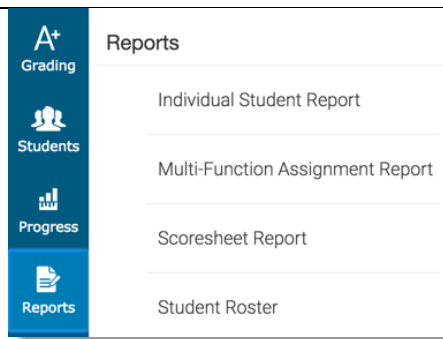 A+
Grading
Students
Progress
Reports
Reports
Individual Student Report
Multi-Function Assignment Report
Scoresheet Report
Student Roster